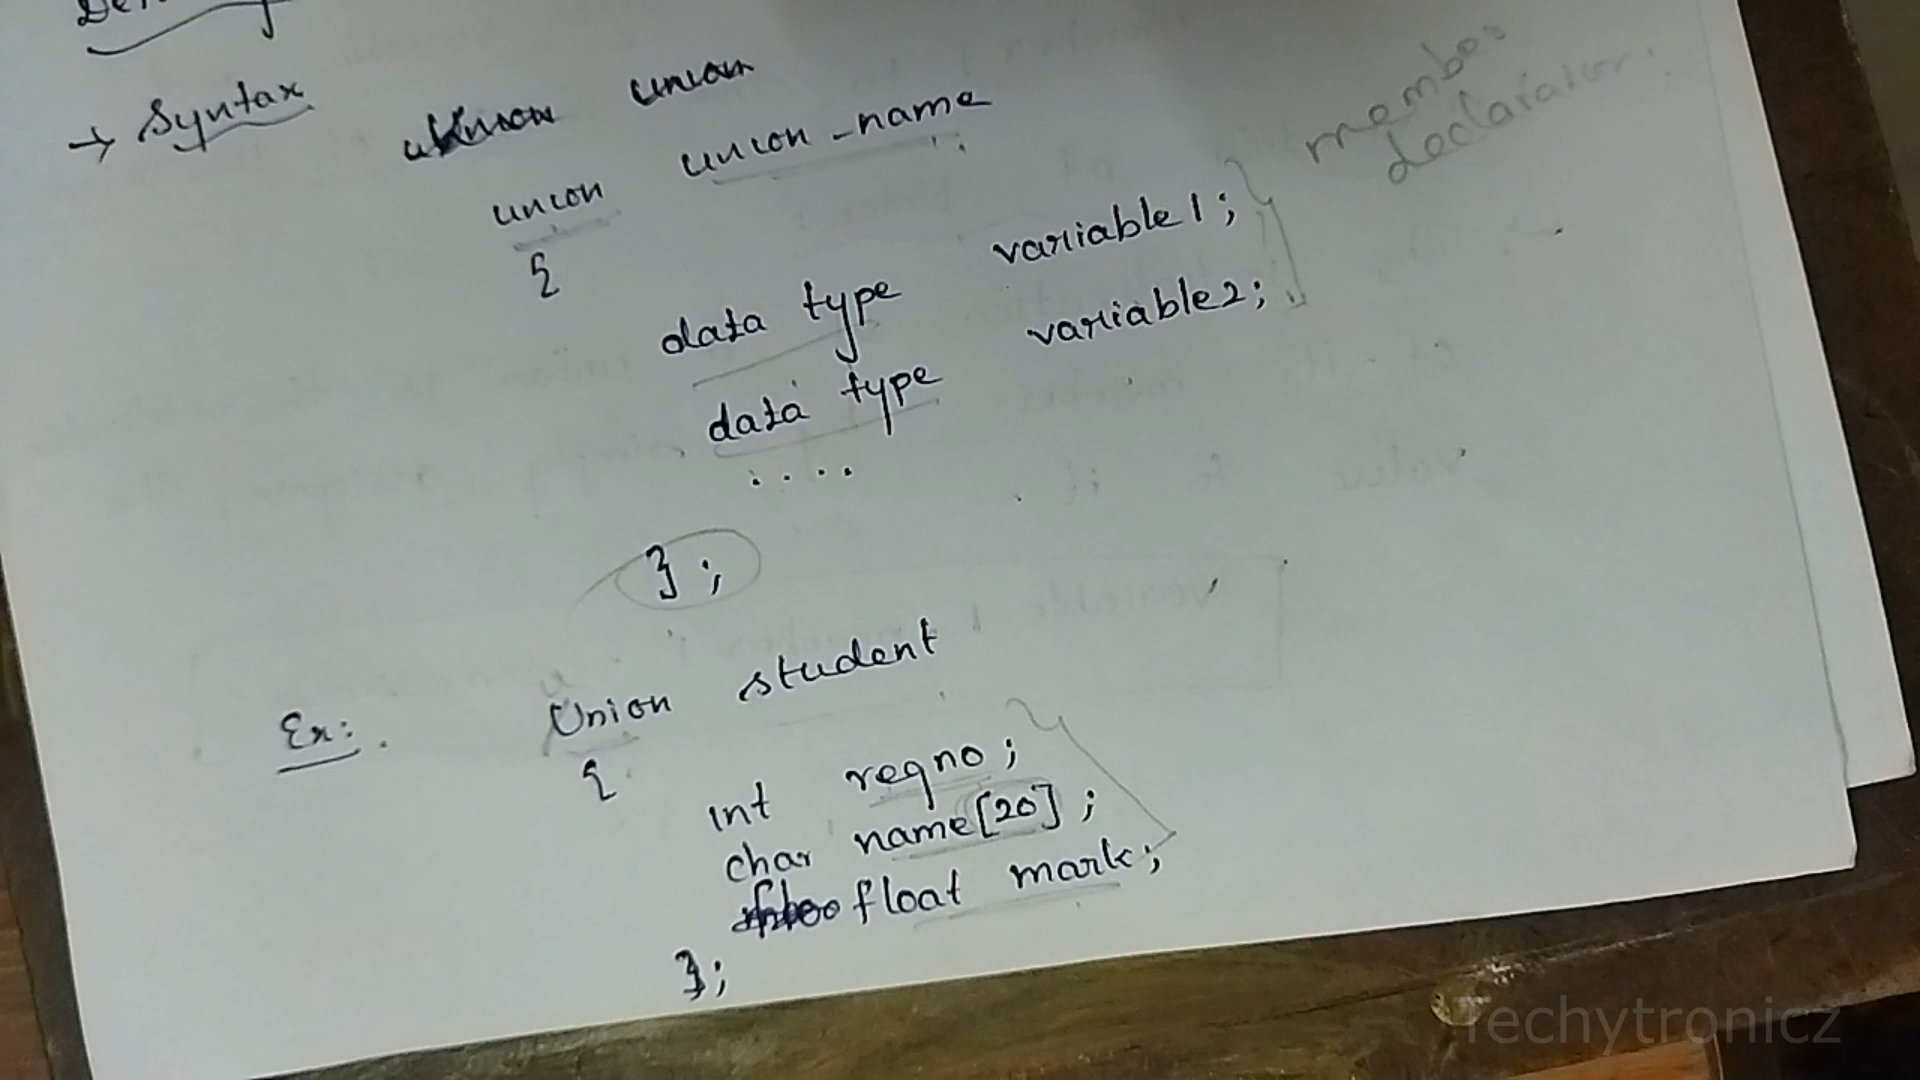 → Syntax union
union union-name
{
data type variable1;
data type variable2;
....
};
member
declaration.
Ex: Union student
{
int regno;
char name[20];
float mark;
};
Techytronicz